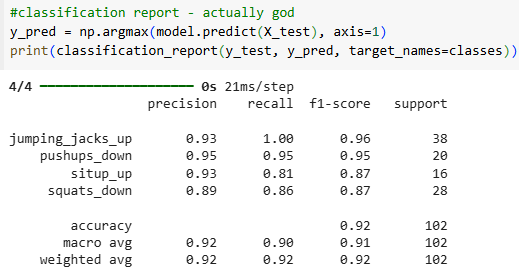 #classification report - actually god
y_pred = np.argmax(model.predict(X_test), axis=1)
print(classification_report(y_test, y_pred, target_names=classes))
4/4 ━━━━━━━━━━━━━━━━━━━━ 0s 21ms/step
precision recall f1-score support
jumping_jacks_up 0.93 1.00 0.96 38
pushups_down 0.95 0.95 0.95 20
situp_up 0.93 0.81 0.87 16
squats_down 0.89 0.86 0.87 28
accuracy 0.92 102
macro avg 0.92 0.90 0.91 102
weighted avg 0.92 0.92 0.92 102